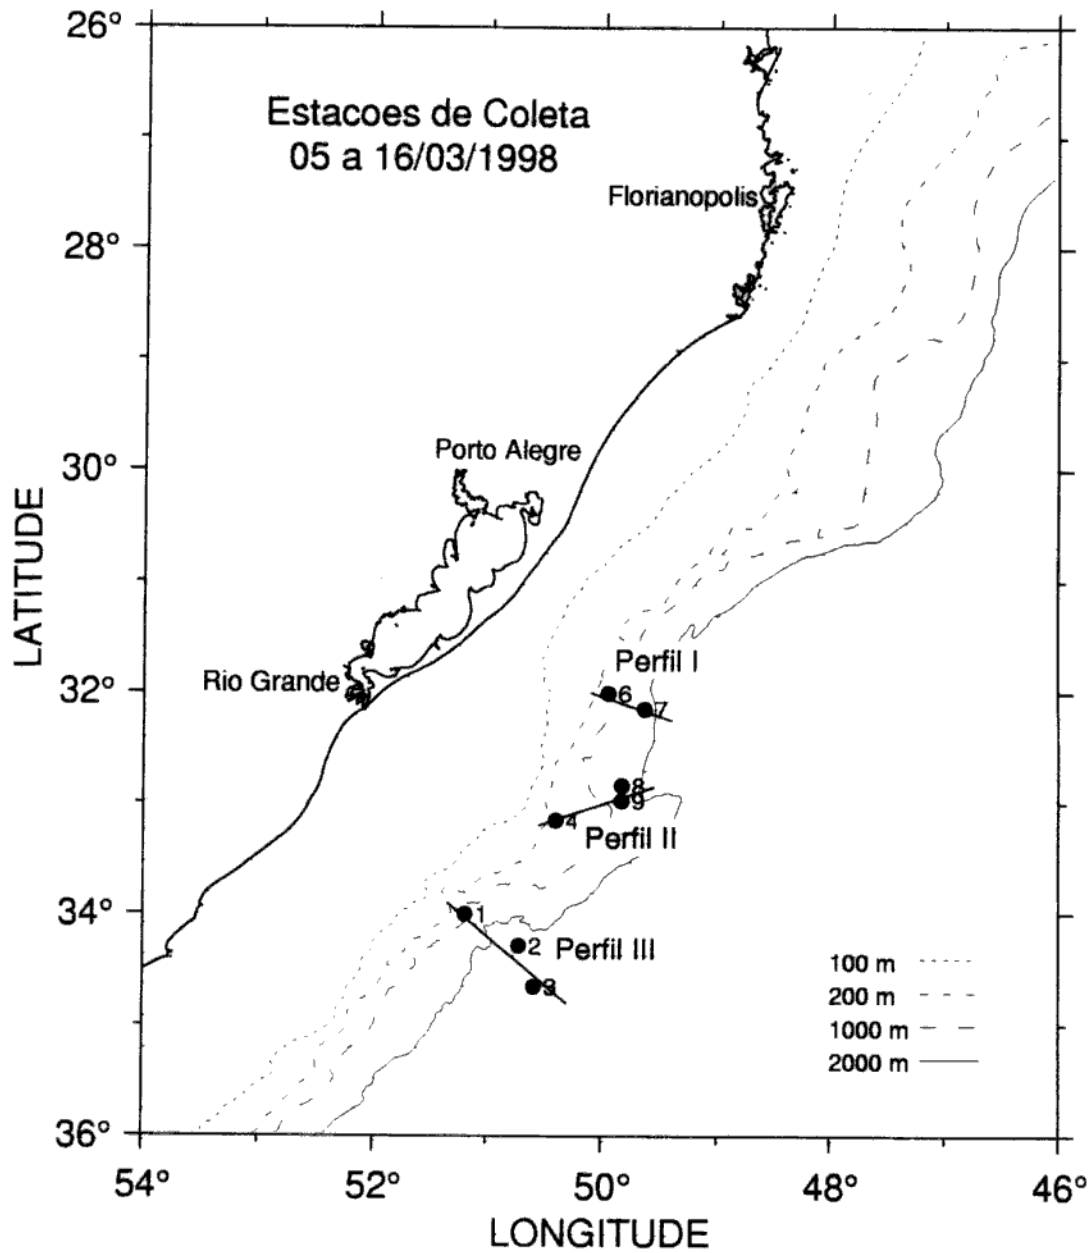 26°
Estacoes de Coleta
05 a 16/03/1998
Florianopolis
28°
Porto Alegre
30°
LATITUDE
Perfil I
Rio Grande
32°
6
7
8
9
4
Perfil II
34°
1
2
Perfil III
3
100 m
200 m
1000 m
2000 m
36°
54°
52°
50°
48°
46°
LONGITUDE